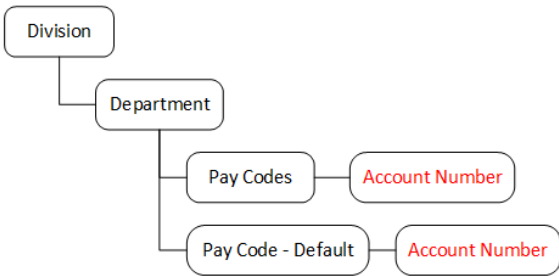 Division
Department
Pay Codes
Account Number
Pay Code - Default
Account Number